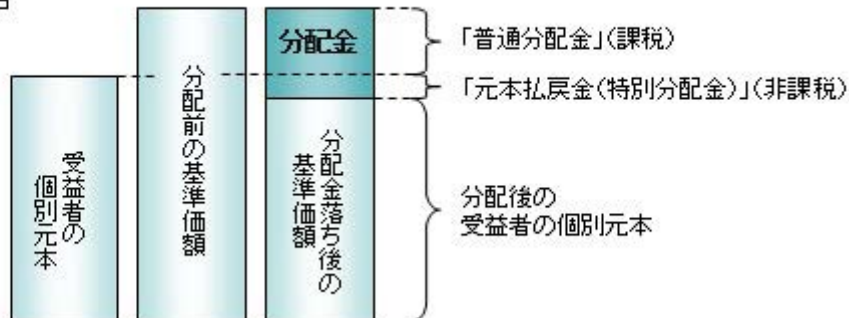 受益者の
個別元本
分配前の基準価額
分配金
分配金落ち後の
基準価額
「普通分配金」(課税)
「元本払戻金(特別分配金)」(非課税)
分配後の
受益者の個別元本